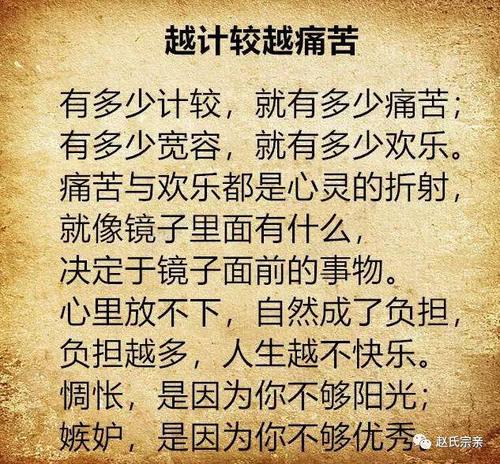 越计较越痛苦
有多少计较，就有多少痛苦；
有多少宽容，就有多少欢乐。
痛苦与欢乐都是心灵的折射，
就像镜子里面有什么，
决定于镜子面前的事物。
心里放不下，自然成了负担，
负担越多，人生越不快乐。
惆怅，是因为你不够阳光；
嫉妒，是因为你不够优秀。
赵氏宗亲